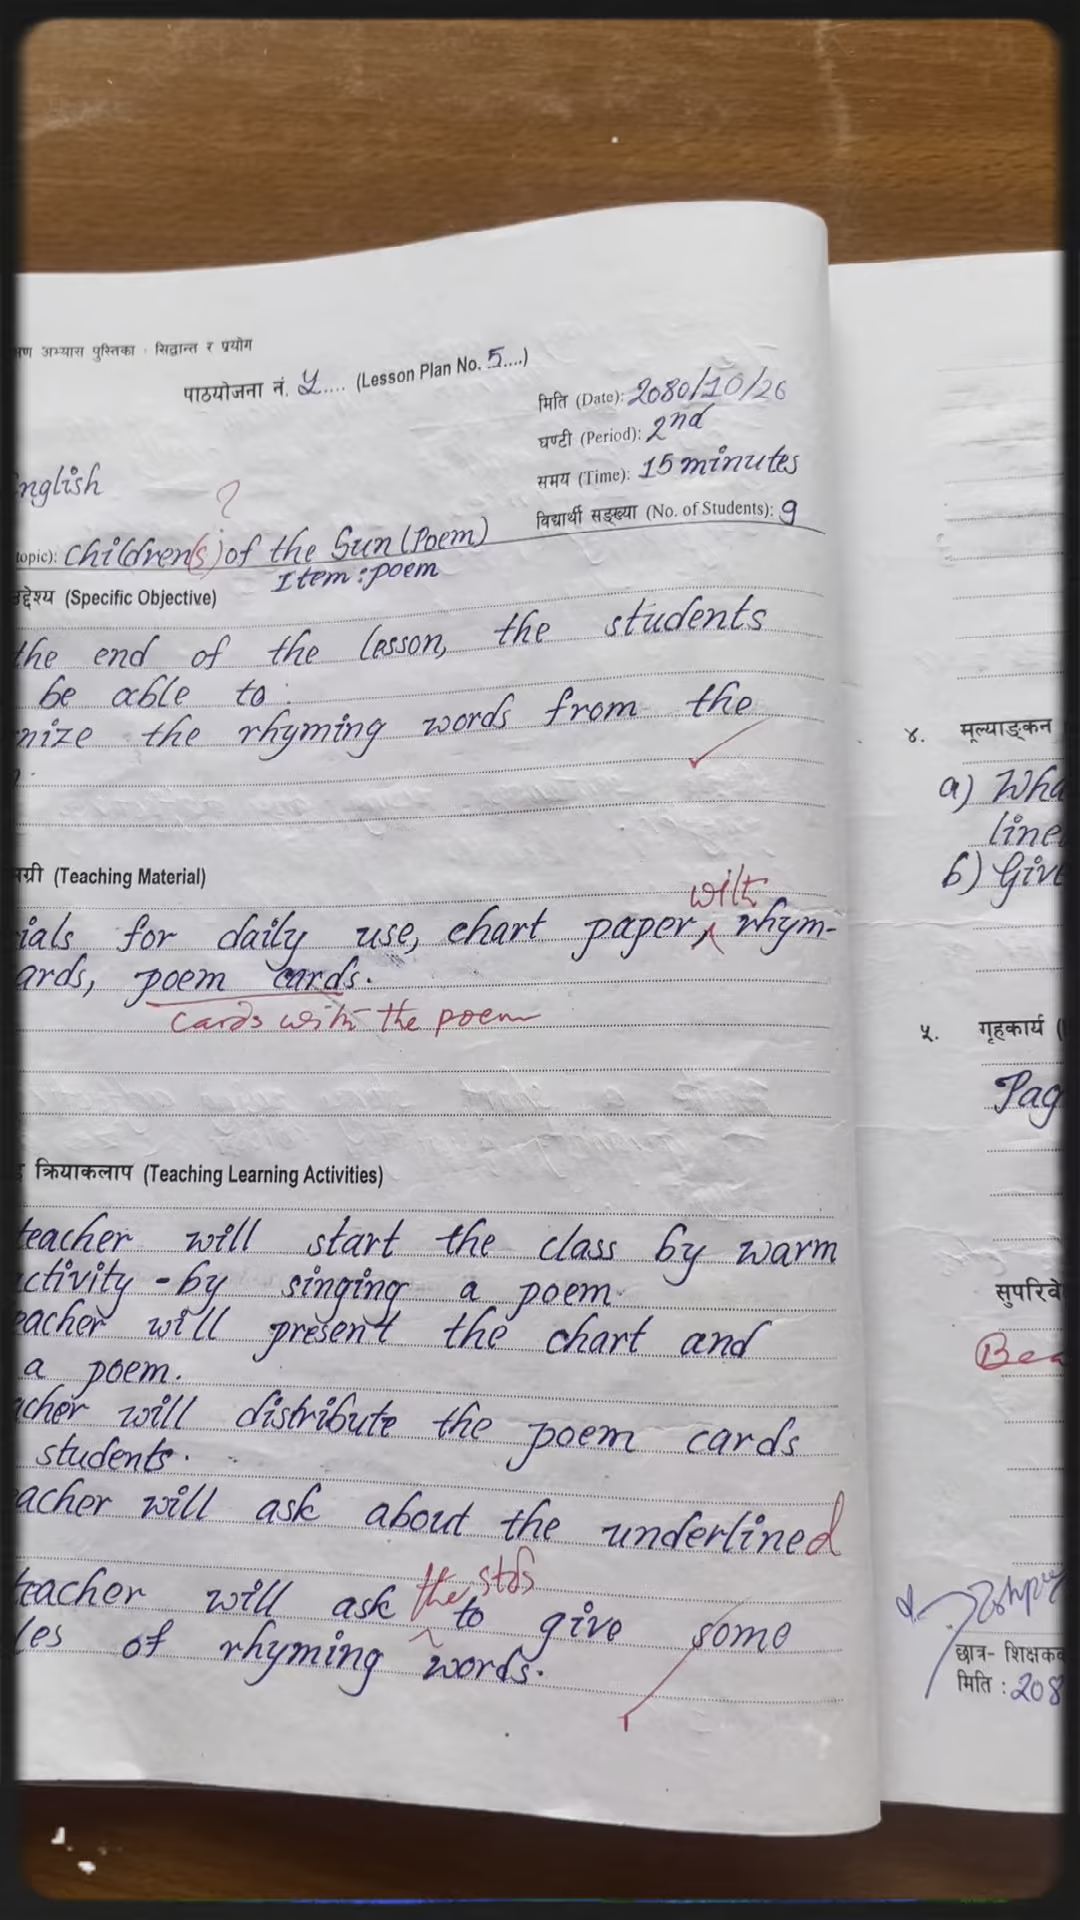 अभ्यास पुस्तिका : सिद्धान्त र प्रयोग
पाठयोजना नं. ५.... (Lesson Plan No. 5....)
मिति (Date): 2080/10/26
घण्टी (Period): 2nd
समय (Time): 15 minutes
विद्यार्थी सङ्ख्या (No. of Students): 9
nglish
?
topic): Children(s) of the Sun (Poem)
Item : poem
द्देश्य (Specific Objective)
the end of the lesson, the students
be able to :
nize the rhyming words from the
मग्री (Teaching Material)
with
ials for daily use, chart paper, rhym-
ards, poem cards.
cards with the poem
क्रियाकलाप (Teaching Learning Activities)
teacher will start the class by warm
ctivity - by singing a poem.
eacher will present the chart and
a poem.
cher will distribute the poem cards
students.
acher will ask about the underlined
the stds
teacher will ask to give some
les of rhyming words.
४. मूल्याङ्कन
a) Wha
line
b) Give
५. गृहकार्य (
Pag
सुपरिवे
Bea
छात्र- शिक्षकक
मिति : 208